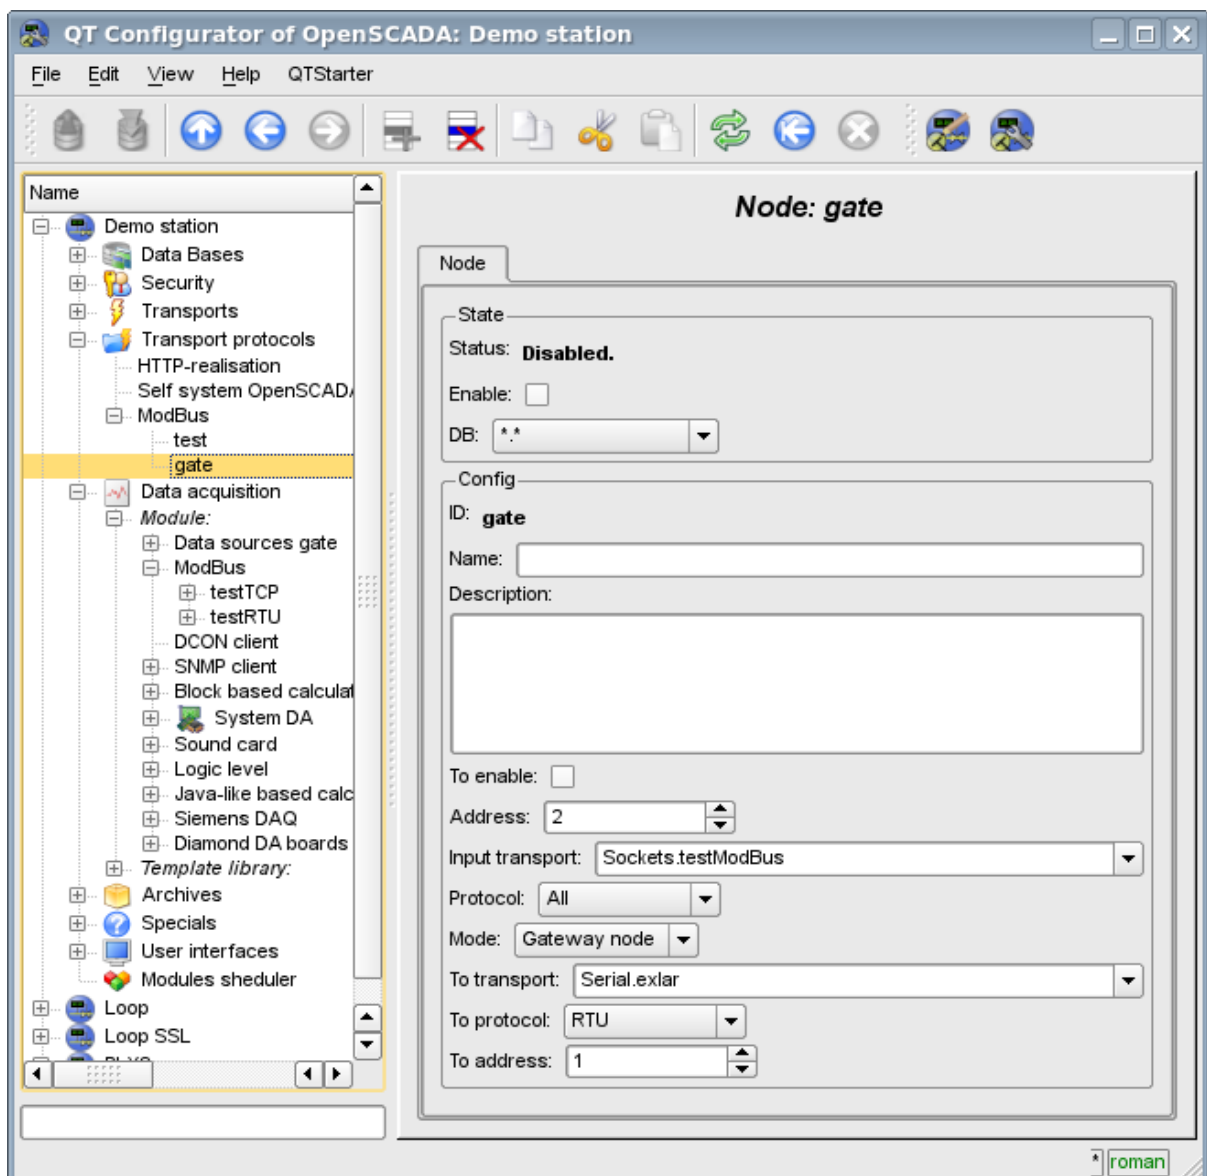 QT Configurator of OpenSCADA: Demo station
File Edit View Help QTStarter
Name
Demo station
Data Bases
Security
Transports
Transport protocols
HTTP-realisation
Self system OpenSCADA
ModBus
test
gate
Data acquisition
Module:
Data sources gate
ModBus
testTCP
testRTU
DCON client
SNMP client
Block based calculat
System DA
Sound card
Logic level
Java-like based calc
Siemens DAQ
Diamond DA boards
Template library:
Archives
Specials
User interfaces
Modules sheduler
Loop
Loop SSL
Node: gate
Node
State
Status: Disabled.
Enable:
DB: *.*
Config
ID: gate
Name:
Description:
To enable:
Address: 2
Input transport: Sockets.testModBus
Protocol: All
Mode: Gateway node
To transport: Serial.exlar
To protocol: RTU
To address: 1
* roman